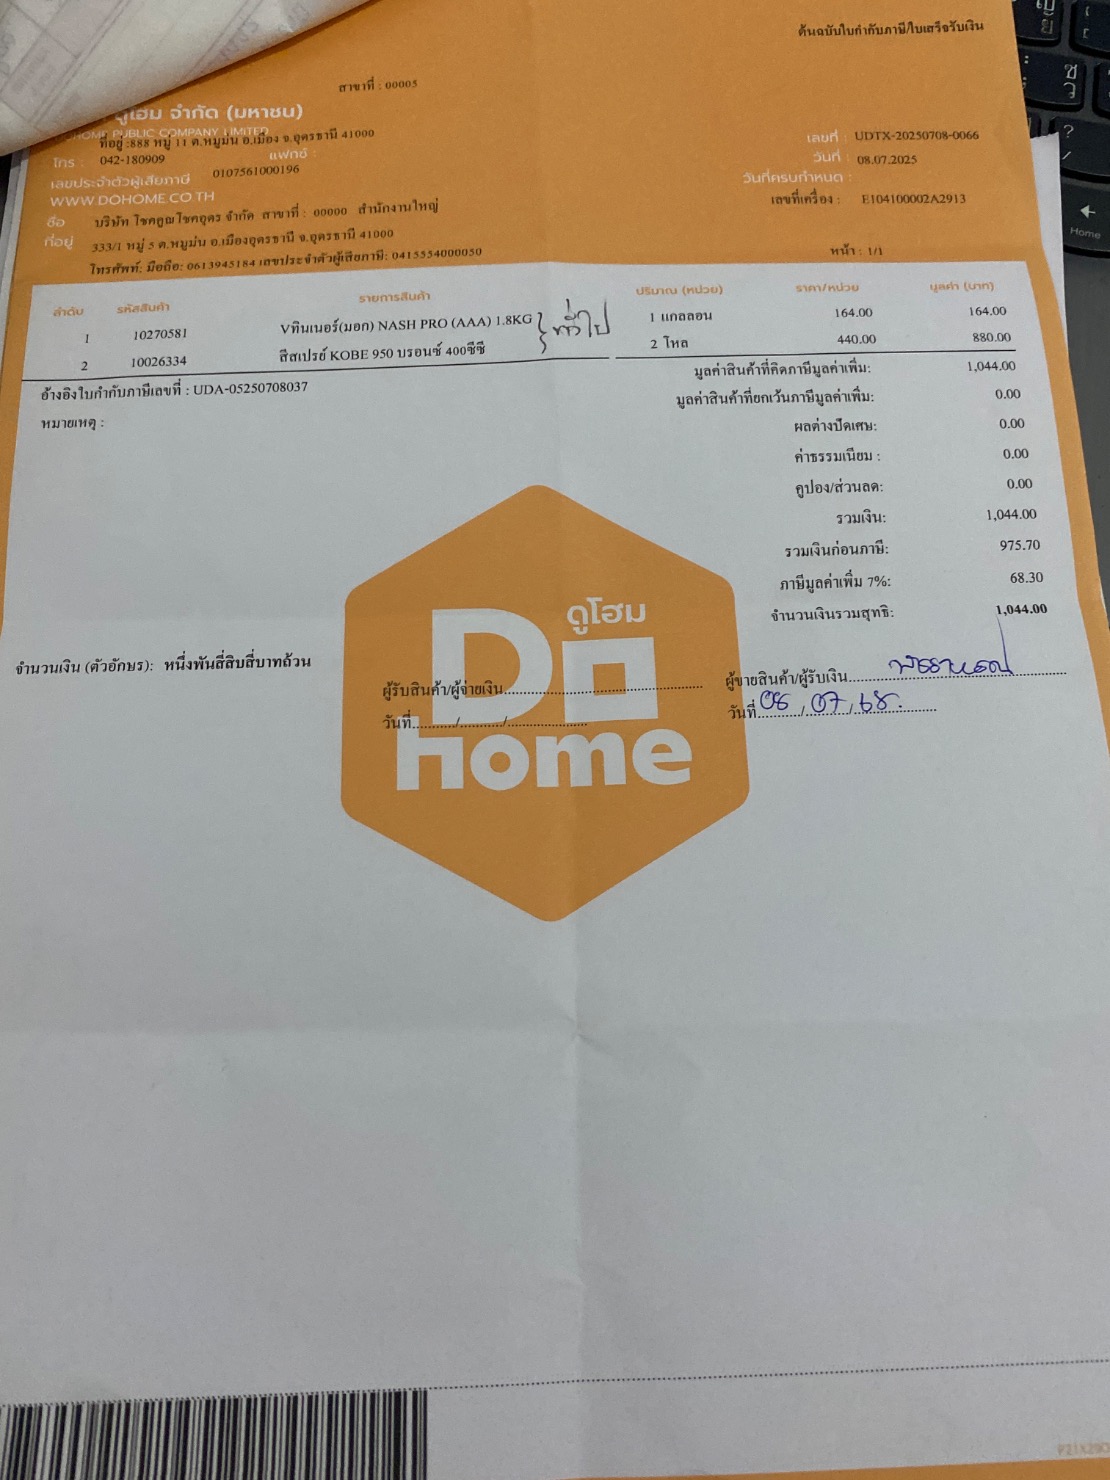 ต้นฉบับใบกำกับภาษี/ใบเสร็จรับเงิน
สาขาที่ : 00005
ดูโฮม จำกัด (มหาชน)
HOME PUBLIC COMPANY LIMITED
ที่อยู่ :888 หมู่ 11 ต.หมูม่น อ.เมือง จ.อุดรธานี 41000
โทร : 042-180909 แฟกซ์ :
เลขประจำตัวผู้เสียภาษี 0107561000196
WWW.DOHOME.CO.TH
เลขที่ : UDTX-20250708-0066
วันที่ : 08.07.2025
วันที่ครบกำหนด :
เลขที่เครื่อง : E104100002A2913
ชื่อ บริษัท โชคคูณโชคอุดร จำกัด สาขาที่ : 00000 สำนักงานใหญ่
ที่อยู่ 333/1 หมู่ 5 ต.หมูม่น อ.เมืองอุดรธานี จ.อุดรธานี 41000
โทรศัพท์: มือถือ: 0613945184 เลขประจำตัวผู้เสียภาษี: 0415554000050
หน้า : 1/1
ลำดับ รหัสสินค้า รายการสินค้า ปริมาณ (หน่วย) ราคา/หน่วย มูลค่า (บาท)
1 10270581 Vทินเนอร์(มอก) NASH PRO (AAA) 1.8KG 1 แกลลอน 164.00 164.00
2 10026334 สีสเปรย์ KOBE 950 บรอนซ์ 400ซีซี 2 โหล 440.00 880.00
ทั่วไป
อ้างอิงใบกำกับภาษีเลขที่ : UDA-05250708037
หมายเหตุ :
มูลค่าสินค้าที่คิดภาษีมูลค่าเพิ่ม: 1,044.00
มูลค่าสินค้าที่ยกเว้นภาษีมูลค่าเพิ่ม: 0.00
ผลต่างปัดเศษ: 0.00
ค่าธรรมเนียม : 0.00
คูปอง/ส่วนลด: 0.00
รวมเงิน: 1,044.00
รวมเงินก่อนภาษี: 975.70
ภาษีมูลค่าเพิ่ม 7%: 68.30
จำนวนเงินรวมสุทธิ: 1,044.00
ดูโฮม
Do
home
จำนวนเงิน (ตัวอักษร): หนึ่งพันสี่สิบสี่บาทถ้วน
ผู้รับสินค้า/ผู้จ่ายเงิน
ผู้ขายสินค้า/ผู้รับเงิน
วันที่ / /
วันที่ 08 / 07 / 68.